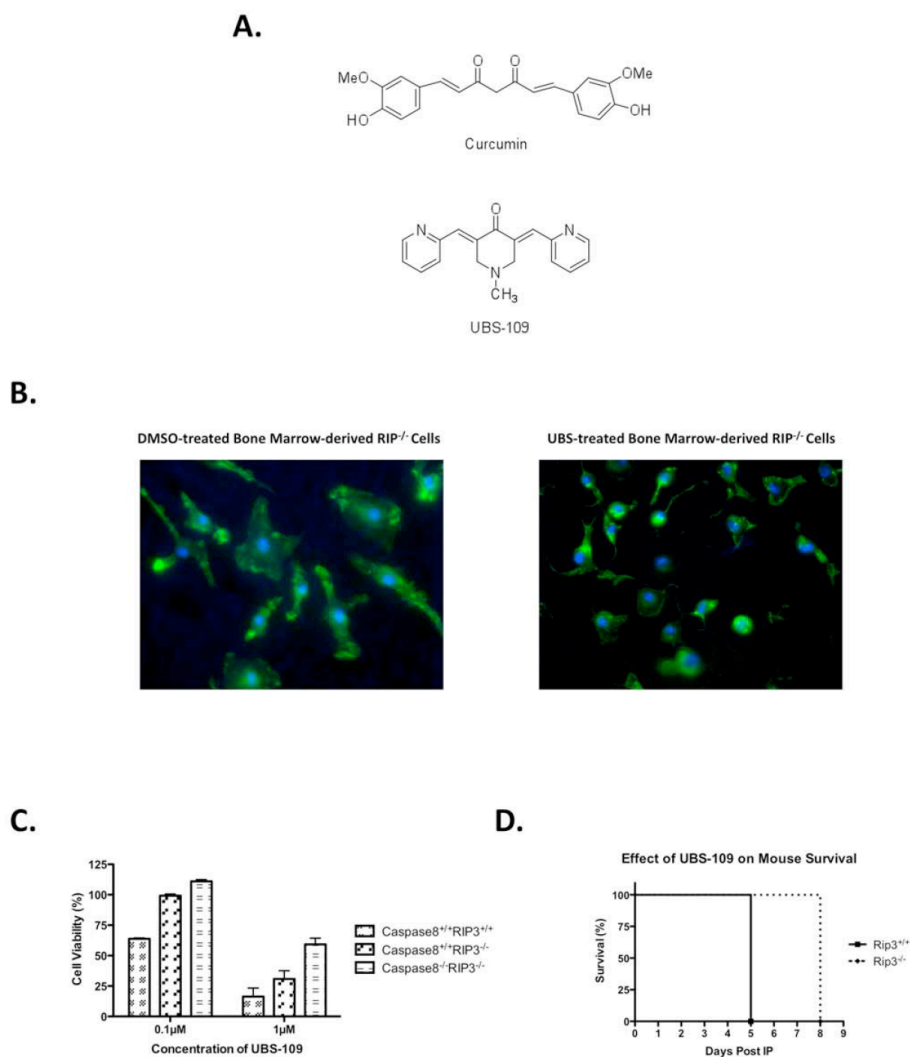 A.
O O
MeO OMe
HO OH
Curcumin
O
N N
N
CH₃
UBS-109
B.
DMSO-treated Bone Marrow-derived RIP⁻/⁻ Cells UBS-treated Bone Marrow-derived RIP⁻/⁻ Cells
C.
125
100
75
50
25
0
Cell Viability (%)
0.1µM 1µM
Concentration of UBS-109
Caspase8⁺/⁺RIP3⁺/⁺
Caspase8⁺/⁺RIP3⁻/⁻
Caspase8⁻/⁻RIP3⁻/⁻
D.
Effect of UBS-109 on Mouse Survival
100
75
50
25
0
Survival (%)
0 1 2 3 4 5 6 7 8 9
Days Post IP
Rip3⁺/⁺
Rip3⁻/⁻